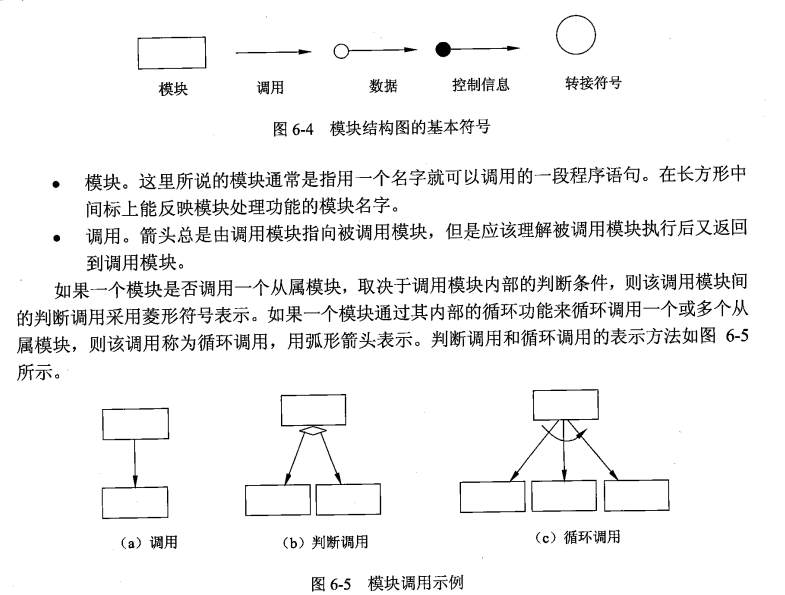 模块 调用 数据 控制信息 转接符号
图 6-4 模块结构图的基本符号
● 模块。这里所说的模块通常是指用一个名字就可以调用的一段程序语句。在长方形中
间标上能反映模块处理功能的模块名字。
● 调用。箭头总是由调用模块指向被调用模块，但是应该理解被调用模块执行后又返回
到调用模块。
如果一个模块是否调用一个从属模块，取决于调用模块内部的判断条件，则该调用模块间
的判断调用采用菱形符号表示。如果一个模块通过其内部的循环功能来循环调用一个或多个从
属模块，则该调用称为循环调用，用弧形箭头表示。判断调用和循环调用的表示方法如图 6-5
所示。
（a）调用 （b）判断调用 （c）循环调用
图 6-5 模块调用示例